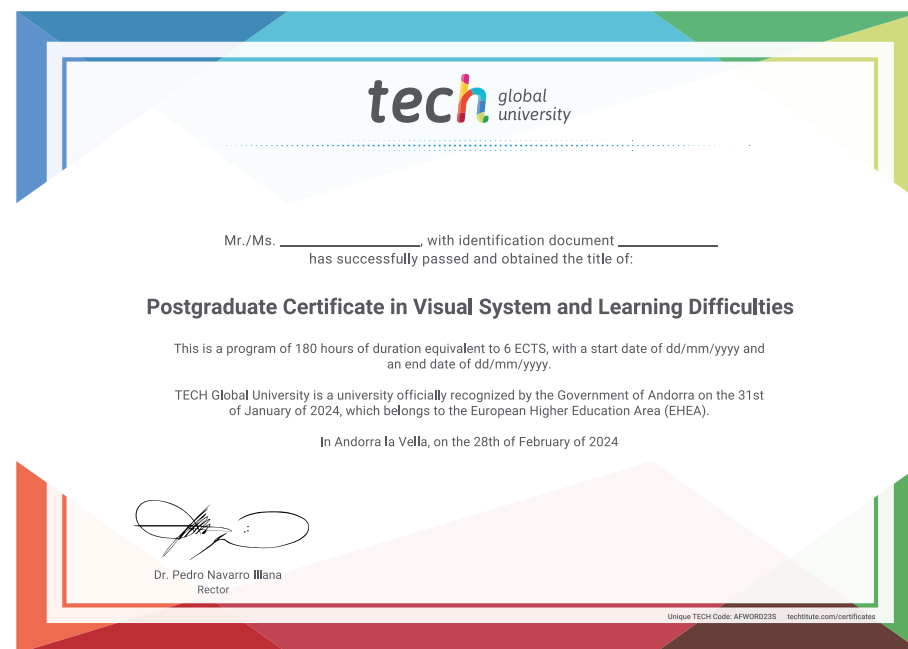 tech global
university
Mr./Ms. ____________________, with identification document ______________
has successfully passed and obtained the title of:
Postgraduate Certificate in Visual System and Learning Difficulties
This is a program of 180 hours of duration equivalent to 6 ECTS, with a start date of dd/mm/yyyy and
an end date of dd/mm/yyyy.
TECH Global University is a university officially recognized by the Government of Andorra on the 31st
of January of 2024, which belongs to the European Higher Education Area (EHEA).
In Andorra la Vella, on the 28th of February of 2024
Dr. Pedro Navarro Illana
Rector
Unique TECH Code: AFWORD23S techtitute.com/certificates